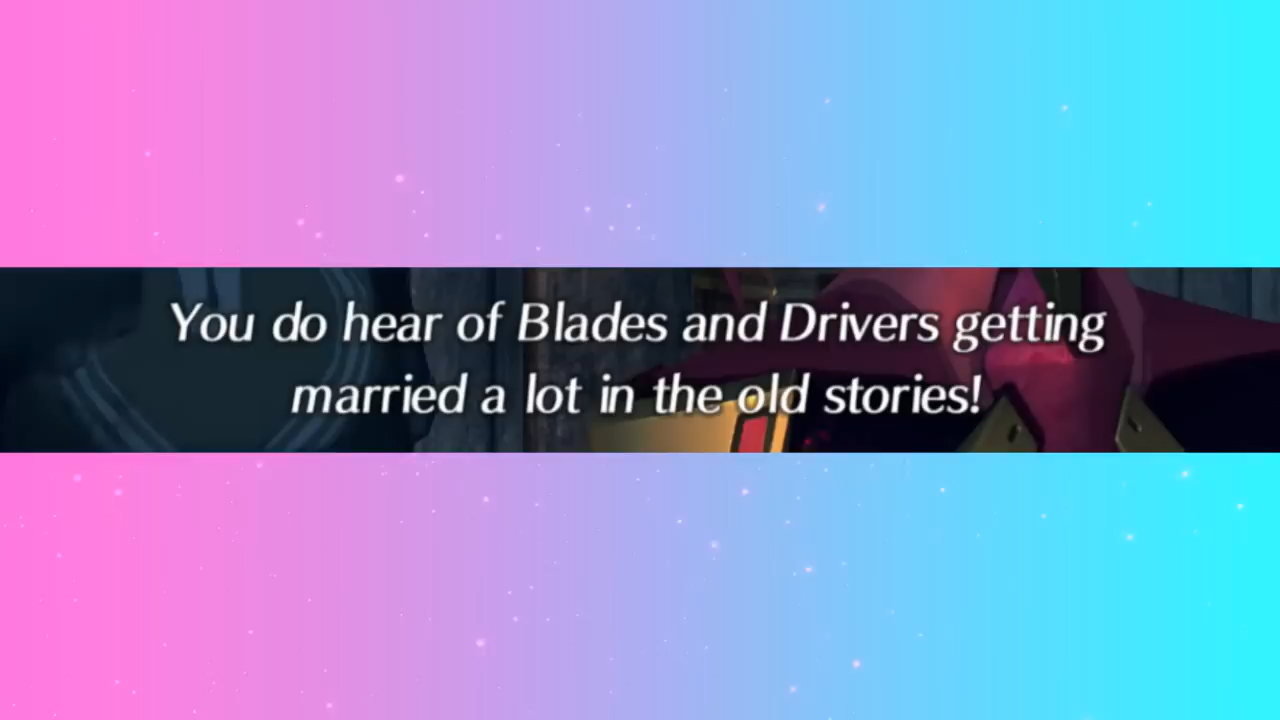 You do hear of Blades and Drivers getting
married a lot in the old stories!